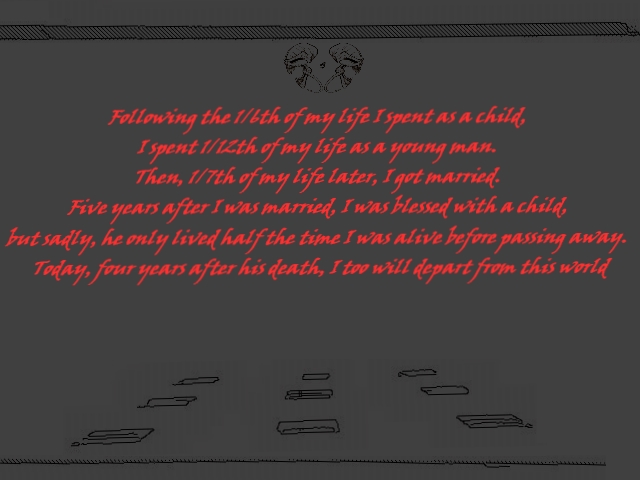 Following the 1/6th of my life I spent as a child,
I spent 1/12th of my life as a young man.
Then, 1/7th of my life later, I got married.
Five years after I was married, I was blessed with a child,
but sadly, he only lived half the time I was alive before passing away.
Today, four years after his death, I too will depart from this world